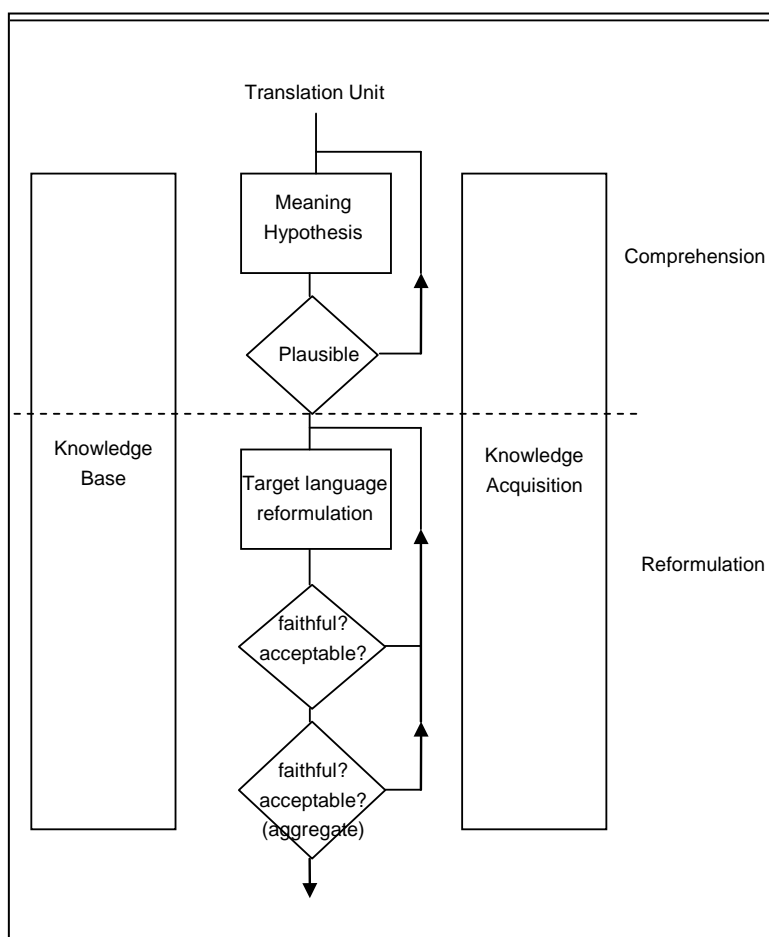 Translation Unit
Meaning
Hypothesis
Comprehension
Plausible
Knowledge
Base
Knowledge
Acquisition
Target language
reformulation
Reformulation
faithful?
acceptable?
faithful?
acceptable?
(aggregate)